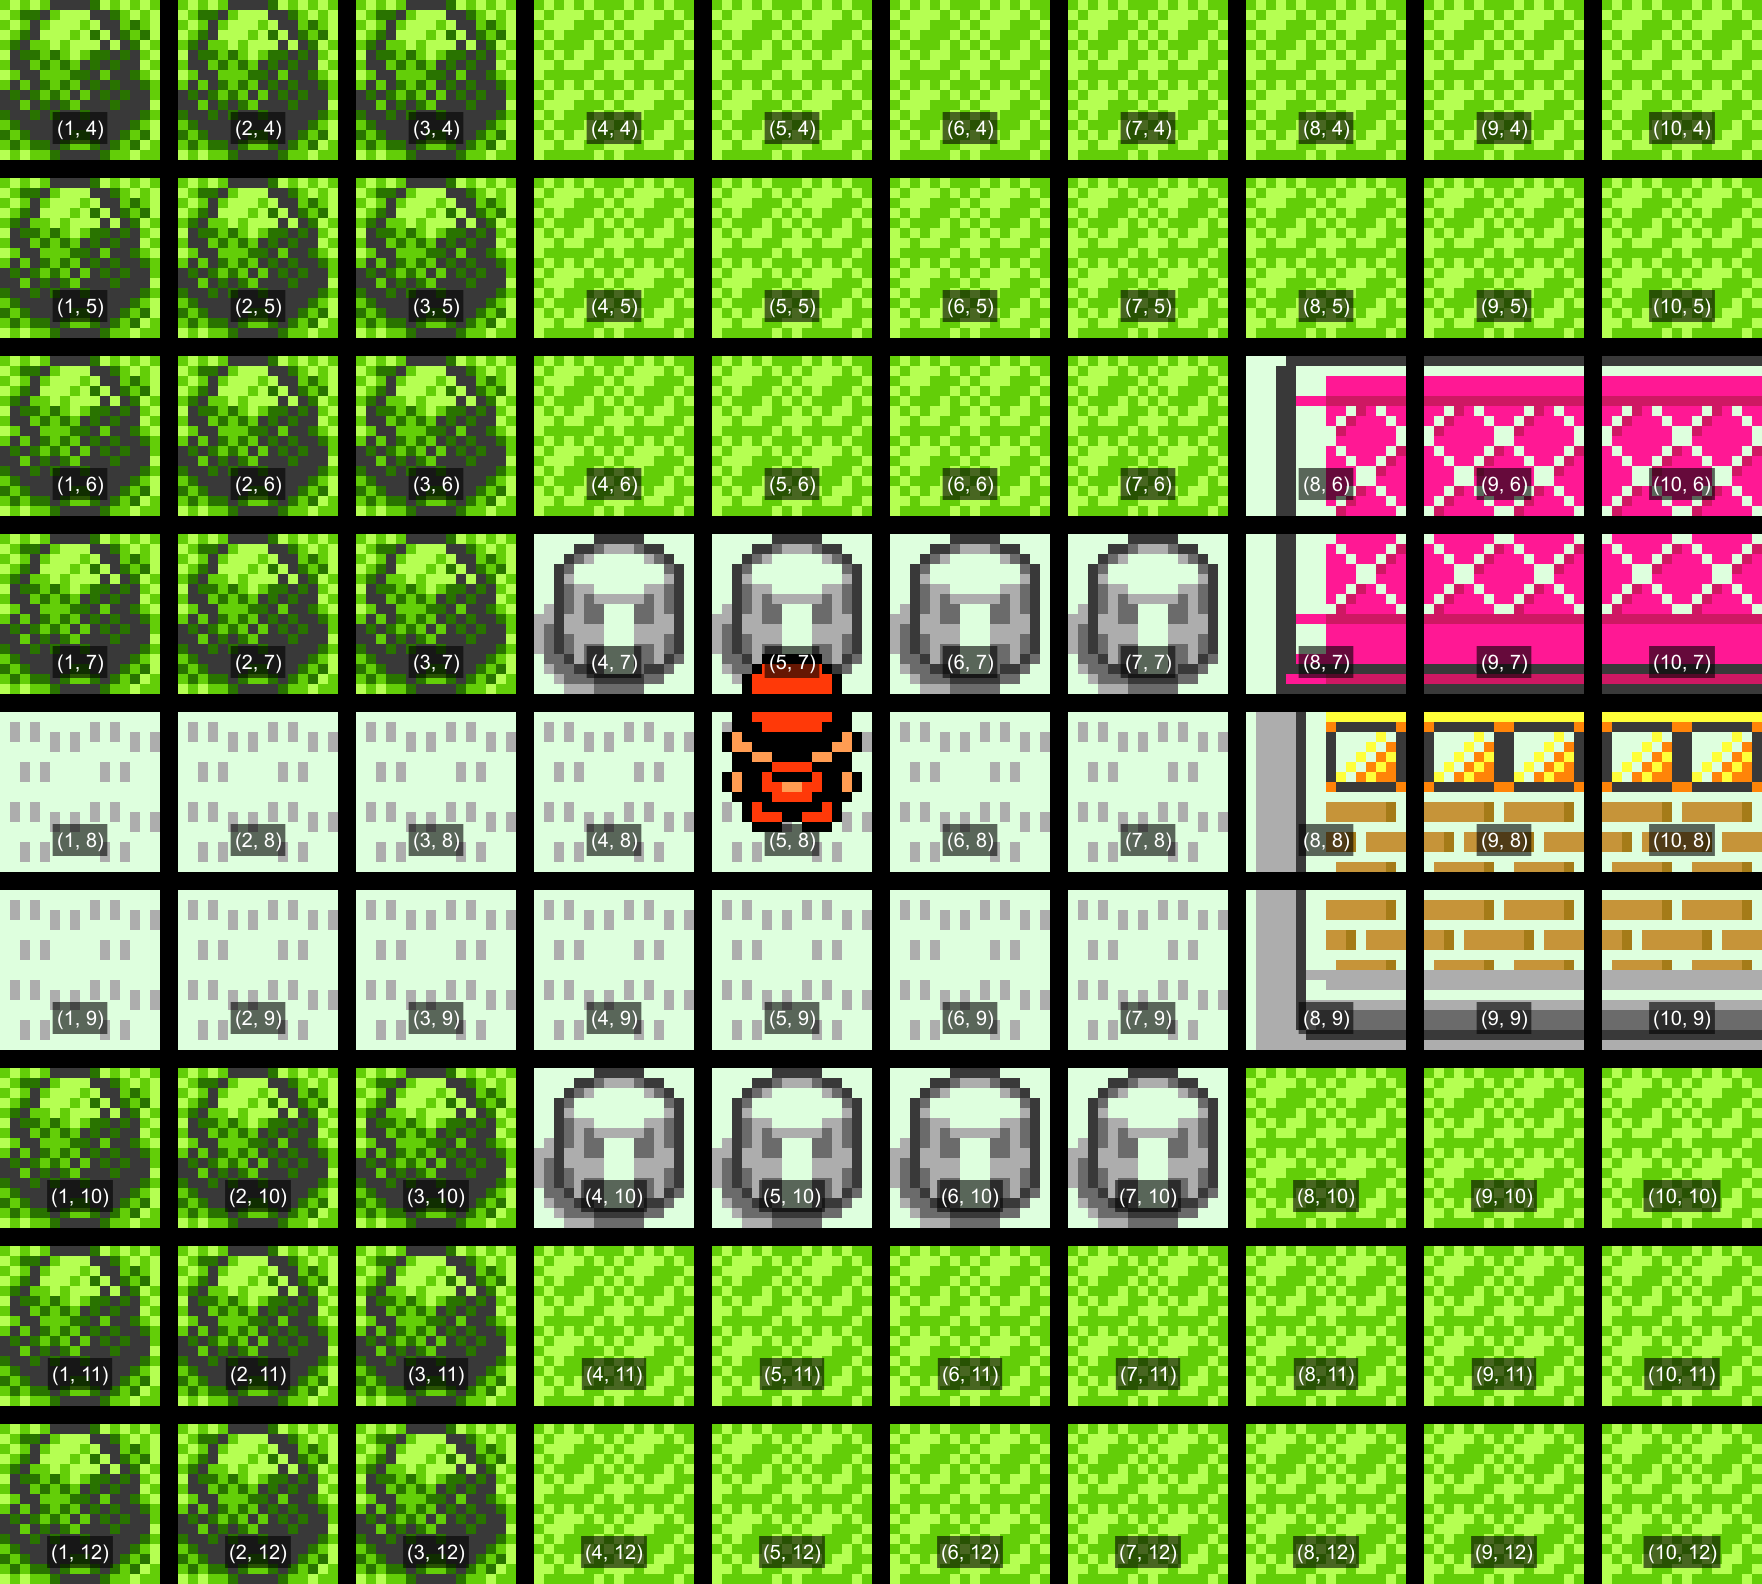 (1, 4) (2, 4) (3, 4) (4, 4) (5, 4) (6, 4) (7, 4) (8, 4) (9, 4) (10, 4)
(1, 5) (2, 5) (3, 5) (4, 5) (5, 5) (6, 5) (7, 5) (8, 5) (9, 5) (10, 5)
(1, 6) (2, 6) (3, 6) (4, 6) (5, 6) (6, 6) (7, 6) (8, 6) (9, 6) (10, 6)
(1, 7) (2, 7) (3, 7) (4, 7) (5, 7) (6, 7) (7, 7) (8, 7) (9, 7) (10, 7)
(1, 8) (2, 8) (3, 8) (4, 8) (5, 8) (6, 8) (7, 8) (8, 8) (9, 8) (10, 8)
(1, 9) (2, 9) (3, 9) (4, 9) (5, 9) (6, 9) (7, 9) (8, 9) (9, 9) (10, 9)
(1, 10) (2, 10) (3, 10) (4, 10) (5, 10) (6, 10) (7, 10) (8, 10) (9, 10) (10, 10)
(1, 11) (2, 11) (3, 11) (4, 11) (5, 11) (6, 11) (7, 11) (8, 11) (9, 11) (10, 11)
(1, 12) (2, 12) (3, 12) (4, 12) (5, 12) (6, 12) (7, 12) (8, 12) (9, 12) (10, 12)